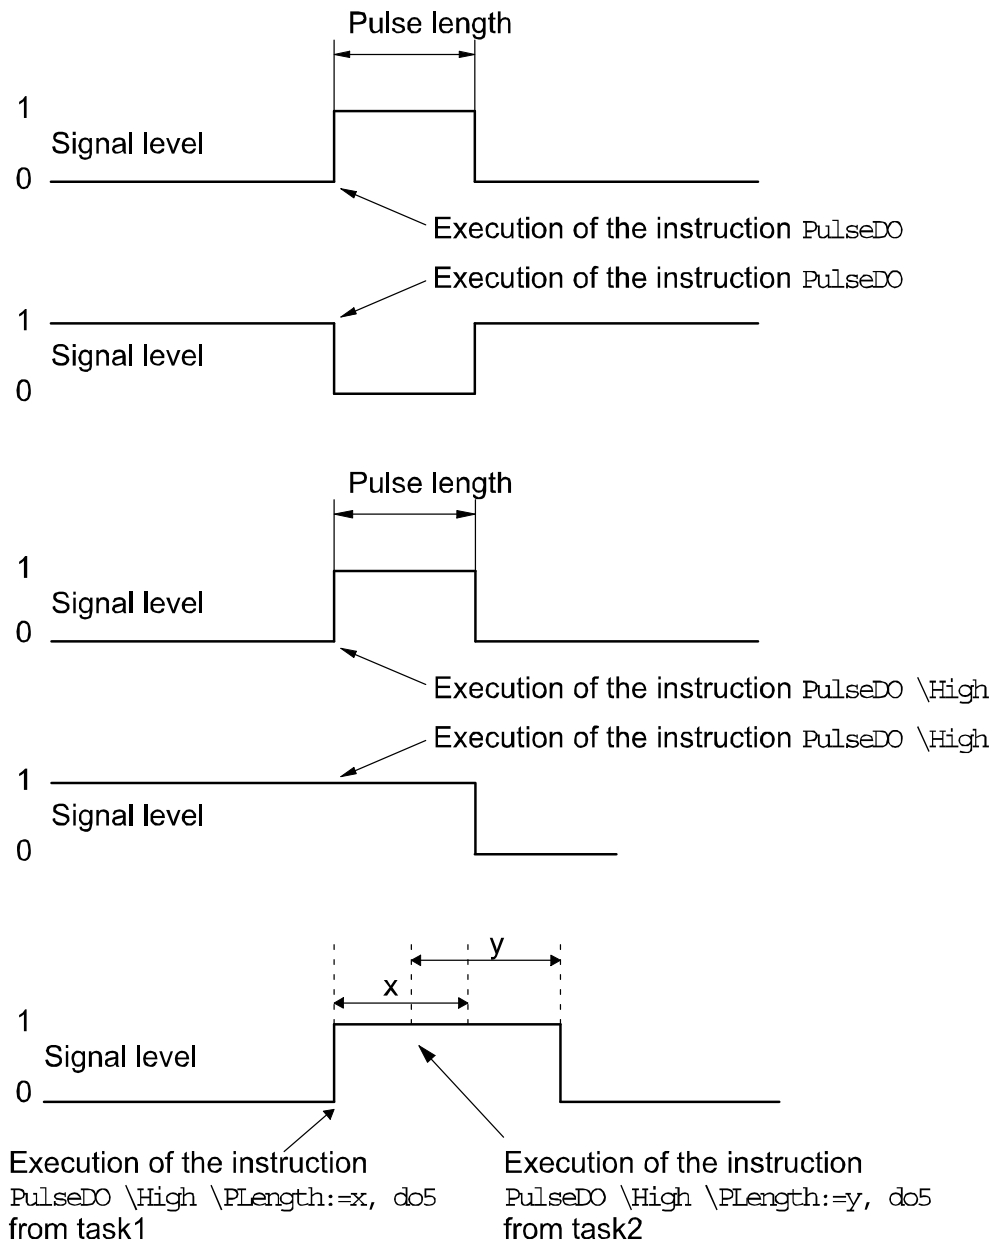 Pulse length
1
Signal level
0
Execution of the instruction PulseDO
Execution of the instruction PulseDO
1
Signal level
0
Pulse length
1
Signal level
0
Execution of the instruction PulseDO \High
Execution of the instruction PulseDO \High
1
Signal level
0
y
x
1
Signal level
0
Execution of the instruction
PulseDO \High \PLength:=x, do5
from task1
Execution of the instruction
PulseDO \High \PLength:=y, do5
from task2